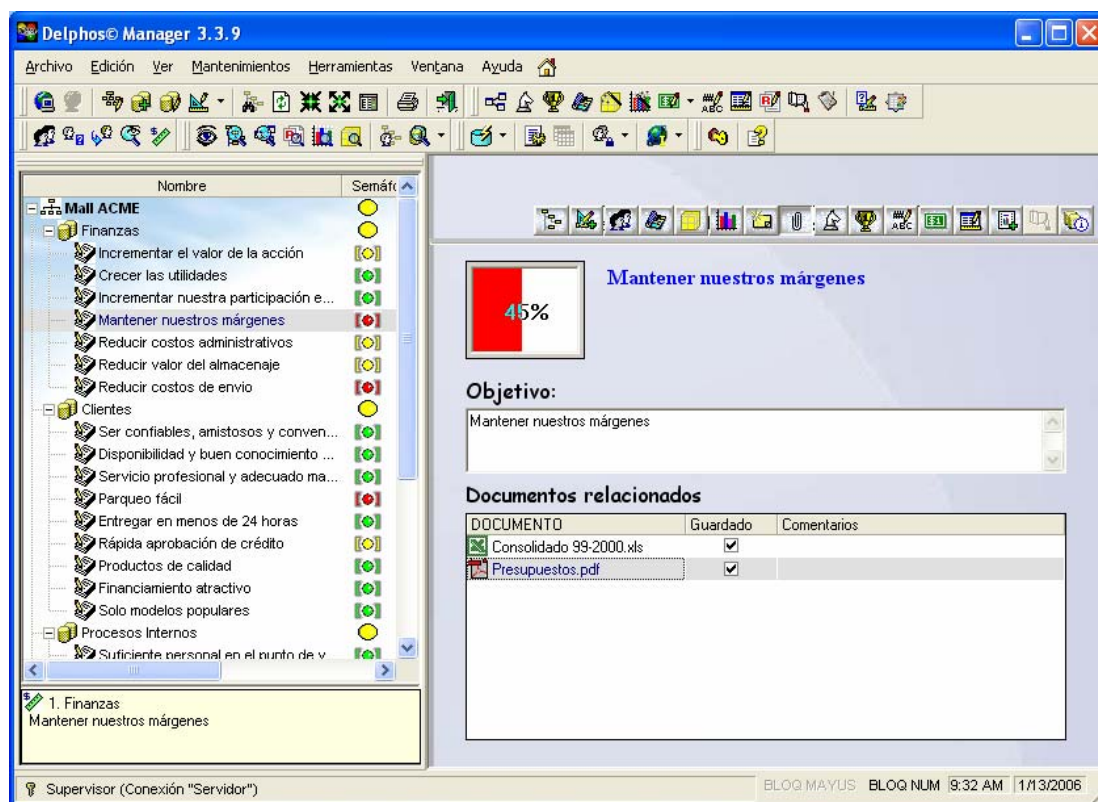 Delphos© Manager 3.3.9
Archivo Edición Ver Mantenimientos Herramientas Ventana Ayuda
Nombre Semáfo
Mall ACME
Finanzas
Incrementar el valor de la acción
Crecer las utilidades
Incrementar nuestra participación e...
Mantener nuestros márgenes
Reducir costos administrativos
Reducir valor del almacenaje
Reducir costos de envio
Clientes
Ser confiables, amistosos y conven...
Disponibilidad y buen conocimiento ...
Servicio profesional y adecuado ma...
Parqueo fácil
Entregar en menos de 24 horas
Rápida aprobación de crédito
Productos de calidad
Financiamiento atractivo
Solo modelos populares
Procesos Internos
Suficiente personal en el punto de v
1. Finanzas
Mantener nuestros márgenes
45%
Mantener nuestros márgenes
Objetivo:
Mantener nuestros márgenes
Documentos relacionados
DOCUMENTO Guardado Comentarios
Consolidado 99-2000.xls
Presupuestos.pdf
Supervisor (Conexión "Servidor") BLOQ MAYUS BLOQ NUM 9:32 AM 1/13/2006